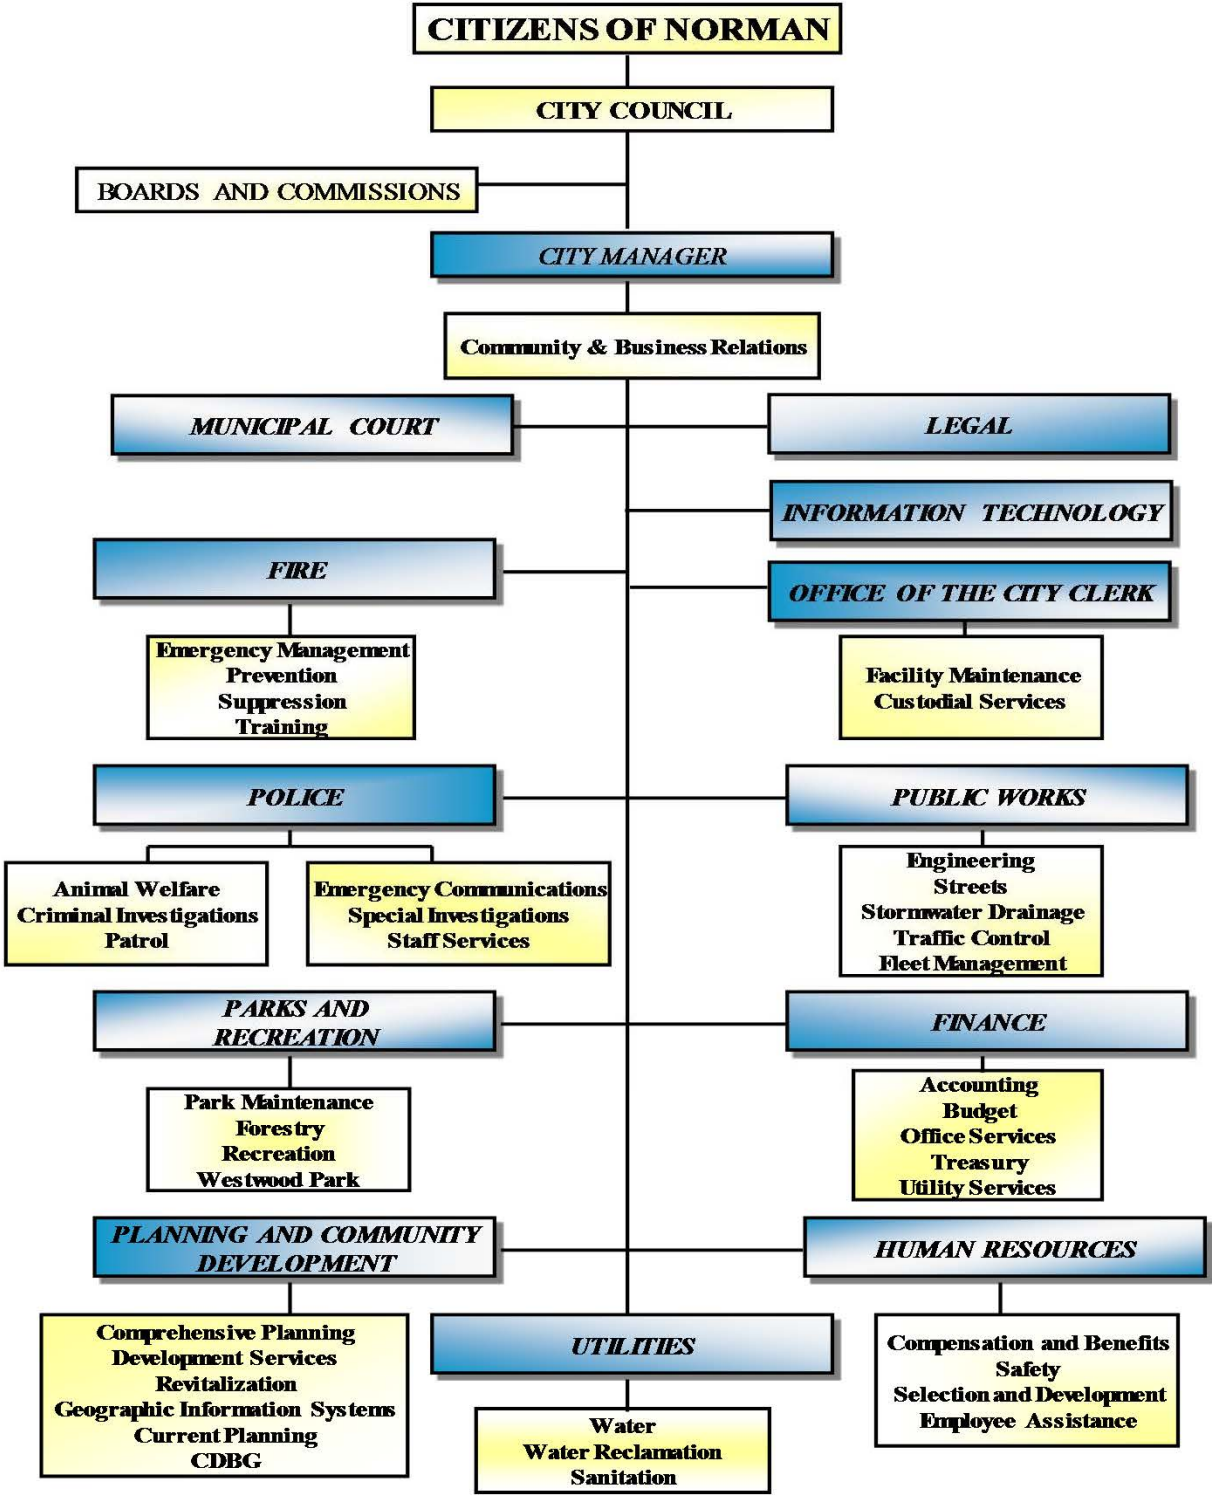 CITIZENS OF NORMAN
CITY COUNCIL
BOARDS AND COMMISSIONS
CITY MANAGER
Community & Business Relations
MUNICIPAL COURT
LEGAL
INFORMATION TECHNOLOGY
FIRE
OFFICE OF THE CITY CLERK
Emergency Management
Prevention
Suppression
Training
Facility Maintenance
Custodial Services
POLICE
PUBLIC WORKS
Animal Welfare
Criminal Investigations
Patrol
Emergency Communications
Special Investigations
Staff Services
Engineering
Streets
Stormwater Drainage
Traffic Control
Fleet Management
PARKS AND
RECREATION
FINANCE
Park Maintenance
Forestry
Recreation
Westwood Park
Accounting
Budget
Office Services
Treasury
Utility Services
PLANNING AND COMMUNITY
DEVELOPMENT
HUMAN RESOURCES
Comprehensive Planning
Development Services
Revitalization
Geographic Information Systems
Current Planning
CDBG
UTILITIES
Water
Water Reclamation
Sanitation
Compensation and Benefits
Safety
Selection and Development
Employee Assistance